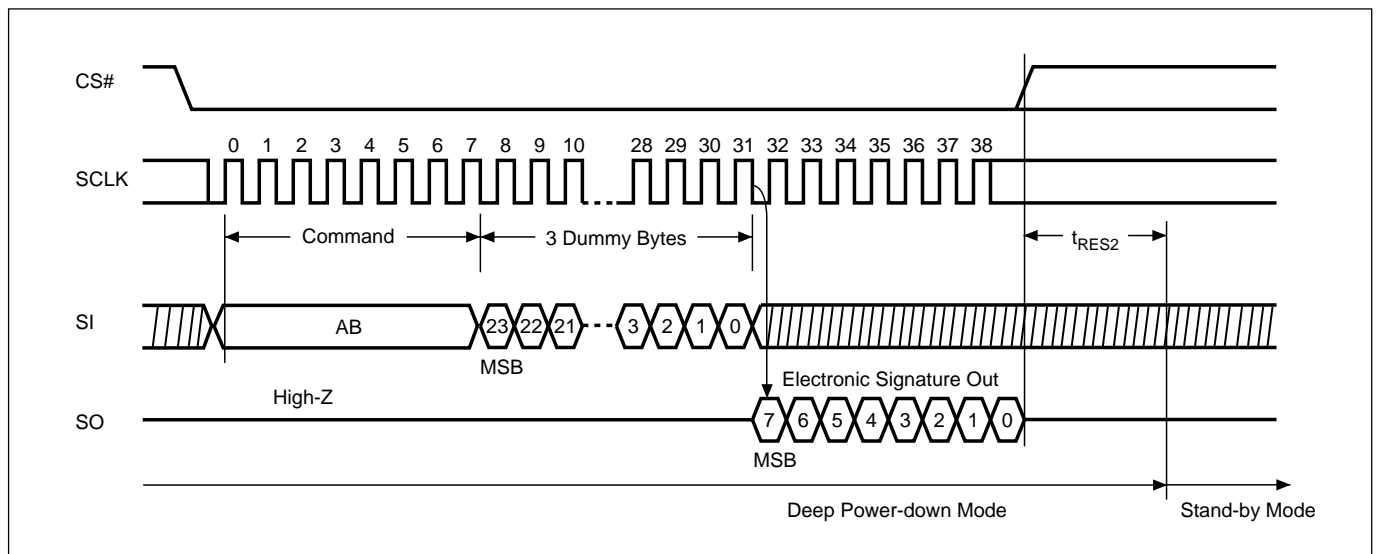 CS#
0 1 2 3 4 5 6 7 8 9 10 28 29 30 31 32 33 34 35 36 37 38
SCLK
Command 3 Dummy Bytes tRES2
SI AB 23 22 21 3 2 1 0
MSB
High-Z Electronic Signature Out
SO 7 6 5 4 3 2 1 0
MSB
Deep Power-down Mode Stand-by Mode